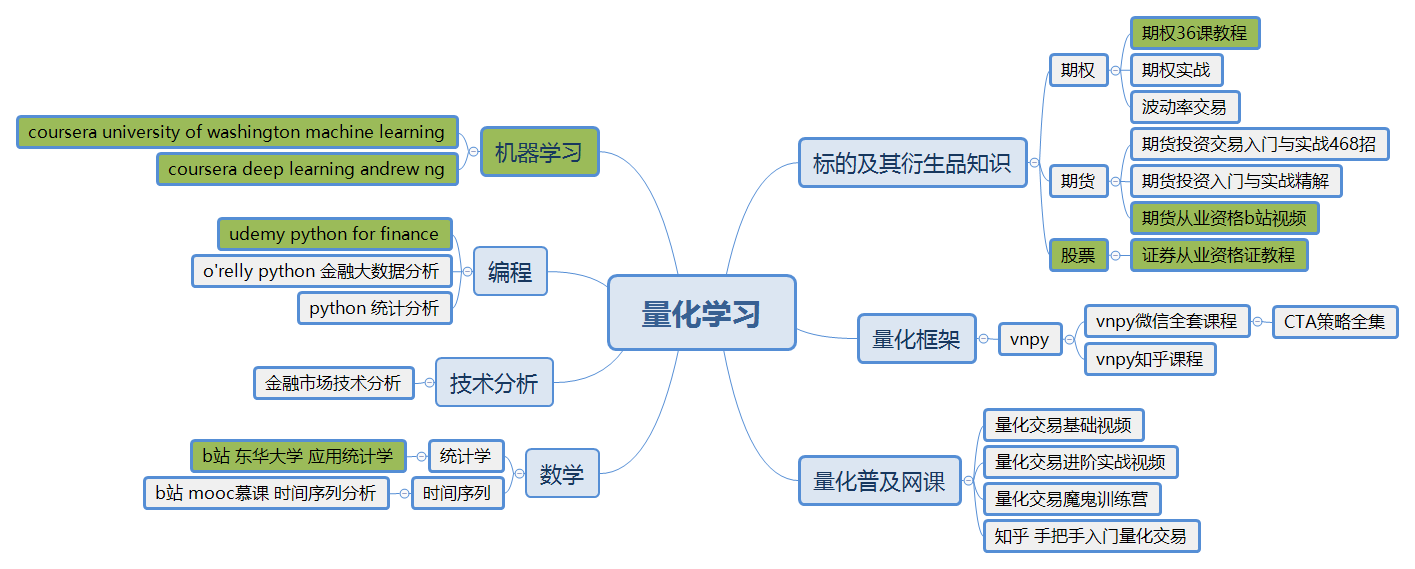 量化学习
机器学习
coursera university of washington machine learning
coursera deep learning andrew ng
编程
udemy python for finance
o'relly python 金融大数据分析
python 统计分析
技术分析
金融市场技术分析
数学
统计学
b站 东华大学 应用统计学
时间序列
b站 mooc慕课 时间序列分析
标的及其衍生品知识
期权
期权36课教程
期权实战
波动率交易
期货
期货投资交易入门与实战468招
期货投资入门与实战精解
期货从业资格b站视频
股票
证券从业资格证教程
量化框架
vnpy
vnpy微信全套课程
CTA策略全集
vnpy知乎课程
量化普及网课
量化交易基础视频
量化交易进阶实战视频
量化交易魔鬼训练营
知乎 手把手入门量化交易